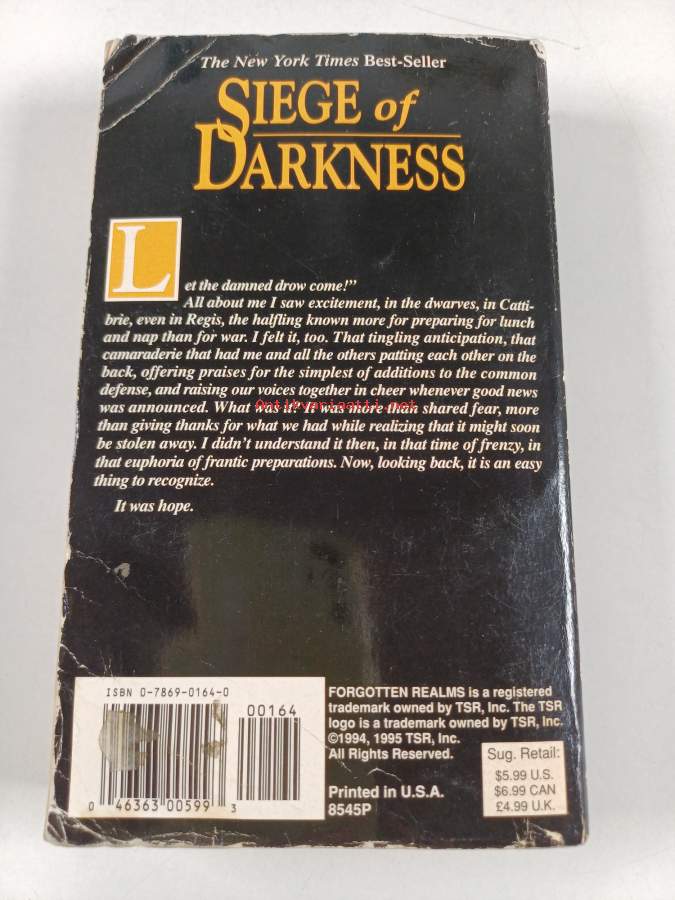 The New York Times Best-Seller
SIEGE of
DARKNESS
Let the damned drow come!"
All about me I saw excitement, in the dwarves, in Catti-
brie, even in Regis, the halfling known more for preparing for lunch
and nap than for war. I felt it, too. That tingling anticipation, that
camaraderie that had me and all the others patting each other on the
back, offering praises for the simplest of additions to the common
defense, and raising our voices together in cheer whenever good news
was announced. What was it? It was more than shared fear, more
than giving thanks for what we had while realizing that it might soon
be stolen away. I didn't understand it then, in that time of frenzy, in
that euphoria of frantic preparations. Now, looking back, it is an easy
thing to recognize.
It was hope.
Antikvariaatti.net
ISBN 0-7869-0164-0
00164
0 46363 00599 3
FORGOTTEN REALMS is a registered
trademark owned by TSR, Inc. The TSR
logo is a trademark owned by TSR, Inc.
©1994, 1995 TSR, Inc.
All Rights Reserved.
Printed in U.S.A.
8545P
Sug. Retail:
$5.99 U.S.
$6.99 CAN
£4.99 U.K.